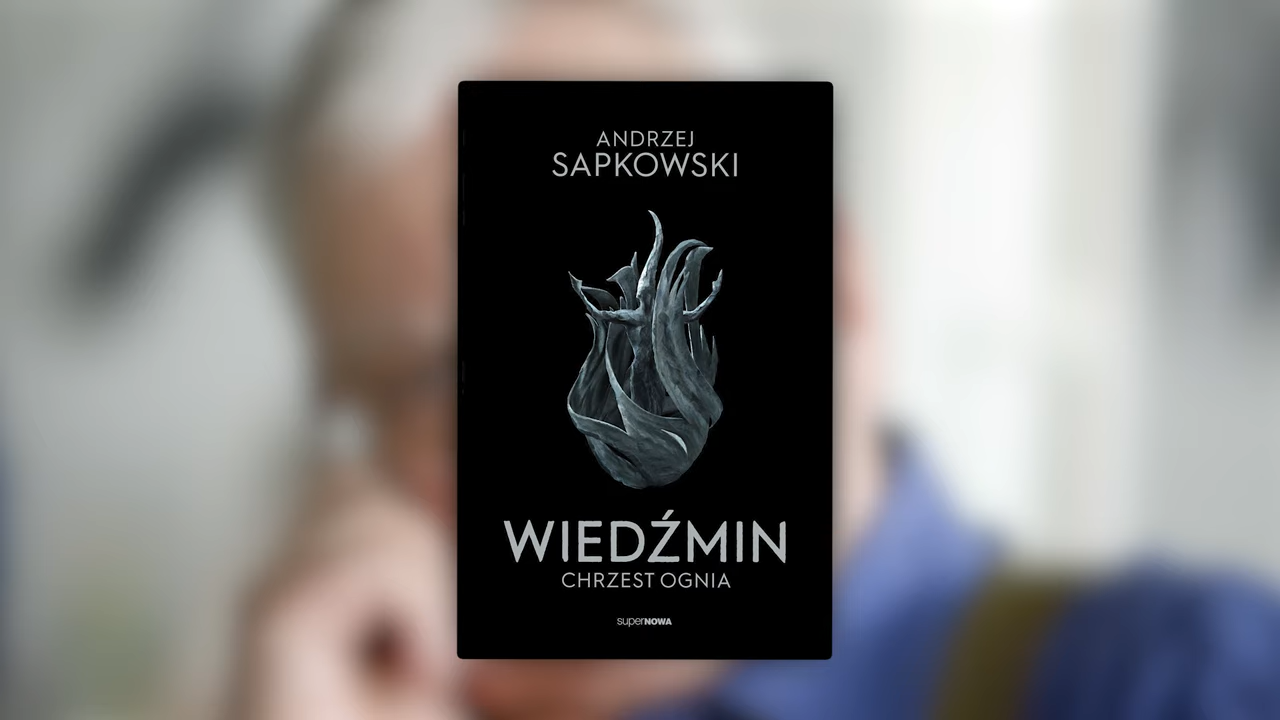 ANDRZEJ
SAPKOWSKI
WIEDŹMIN
CHRZEST OGNIA
superNOWA